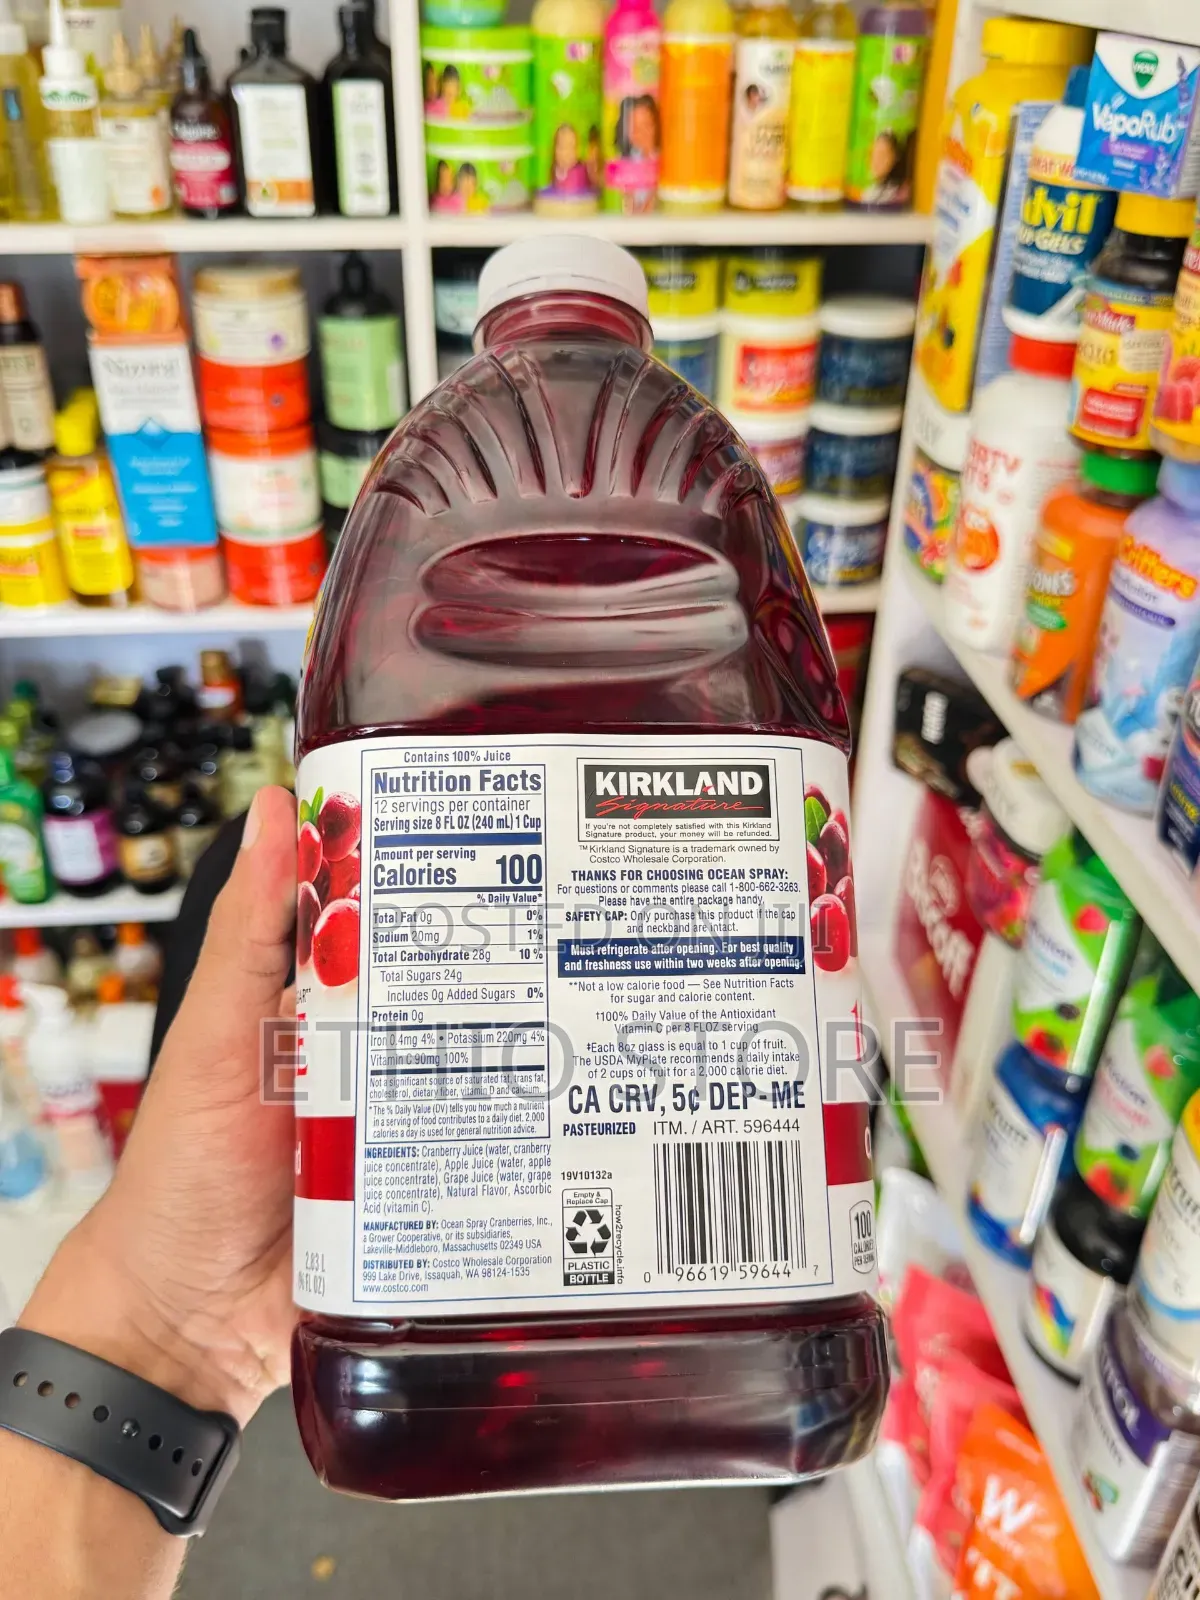 VICKS
VapoRub
Advil
Contains 100% Juice
Nutrition Facts
12 servings per container
Serving size 8 FL OZ (240 mL) 1 Cup
Amount per serving
Calories 100
% Daily Value*
Total Fat 0g 0%
Sodium 20mg 1%
Total Carbohydrate 28g 10%
Total Sugars 24g
Includes 0g Added Sugars 0%
Protein 0g
Iron 0.4mg 4% • Potassium 220mg 4%
Vitamin C 90mg 100%
Not a significant source of saturated fat, trans fat,
cholesterol, dietary fiber, vitamin D and calcium.
*The % Daily Value (DV) tells you how much a nutrient
in a serving of food contributes to a daily diet. 2,000
calories a day is used for general nutrition advice.
INGREDIENTS: Cranberry Juice (water, cranberry
juice concentrate), Apple Juice (water, apple
juice concentrate), Grape Juice (water, grape
juice concentrate), Natural Flavor, Ascorbic
Acid (vitamin C).
MANUFACTURED BY: Ocean Spray Cranberries, Inc.,
a Grower Cooperative, or its subsidiaries,
Lakeville-Middleboro, Massachusetts 02349 USA
DISTRIBUTED BY: Costco Wholesale Corporation
999 Lake Drive, Issaquah, WA 98124-1535
www.costco.com
KIRKLAND
Signature
If you're not completely satisfied with this Kirkland
Signature product, your money will be refunded.
™Kirkland Signature is a trademark owned by
Costco Wholesale Corporation.
THANKS FOR CHOOSING OCEAN SPRAY:
For questions or comments please call 1-800-662-3263.
Please have the entire package handy.
SAFETY CAP: Only purchase this product if the cap
and neckband are intact.
Must refrigerate after opening. For best quality
and freshness use within two weeks after opening.
**Not a low calorie food — See Nutrition Facts
for sugar and calorie content.
†100% Daily Value of the Antioxidant
Vitamin C per 8 FLOZ serving
‡Each 8oz glass is equal to 1 cup of fruit.
The USDA MyPlate recommends a daily intake
of 2 cups of fruit for a 2,000 calorie diet.
CA CRV, 5¢ DEP-ME
PASTEURIZED ITM. / ART. 596444
19V10132a
Empty &
Replace Cap
PLASTIC
BOTTLE
how2recycle.info
0 96619 59644 7
100
CALORIES
PER SERVING
2.83 L
(96 FL OZ)
POSTED ON JIJI
ETHIO STORE